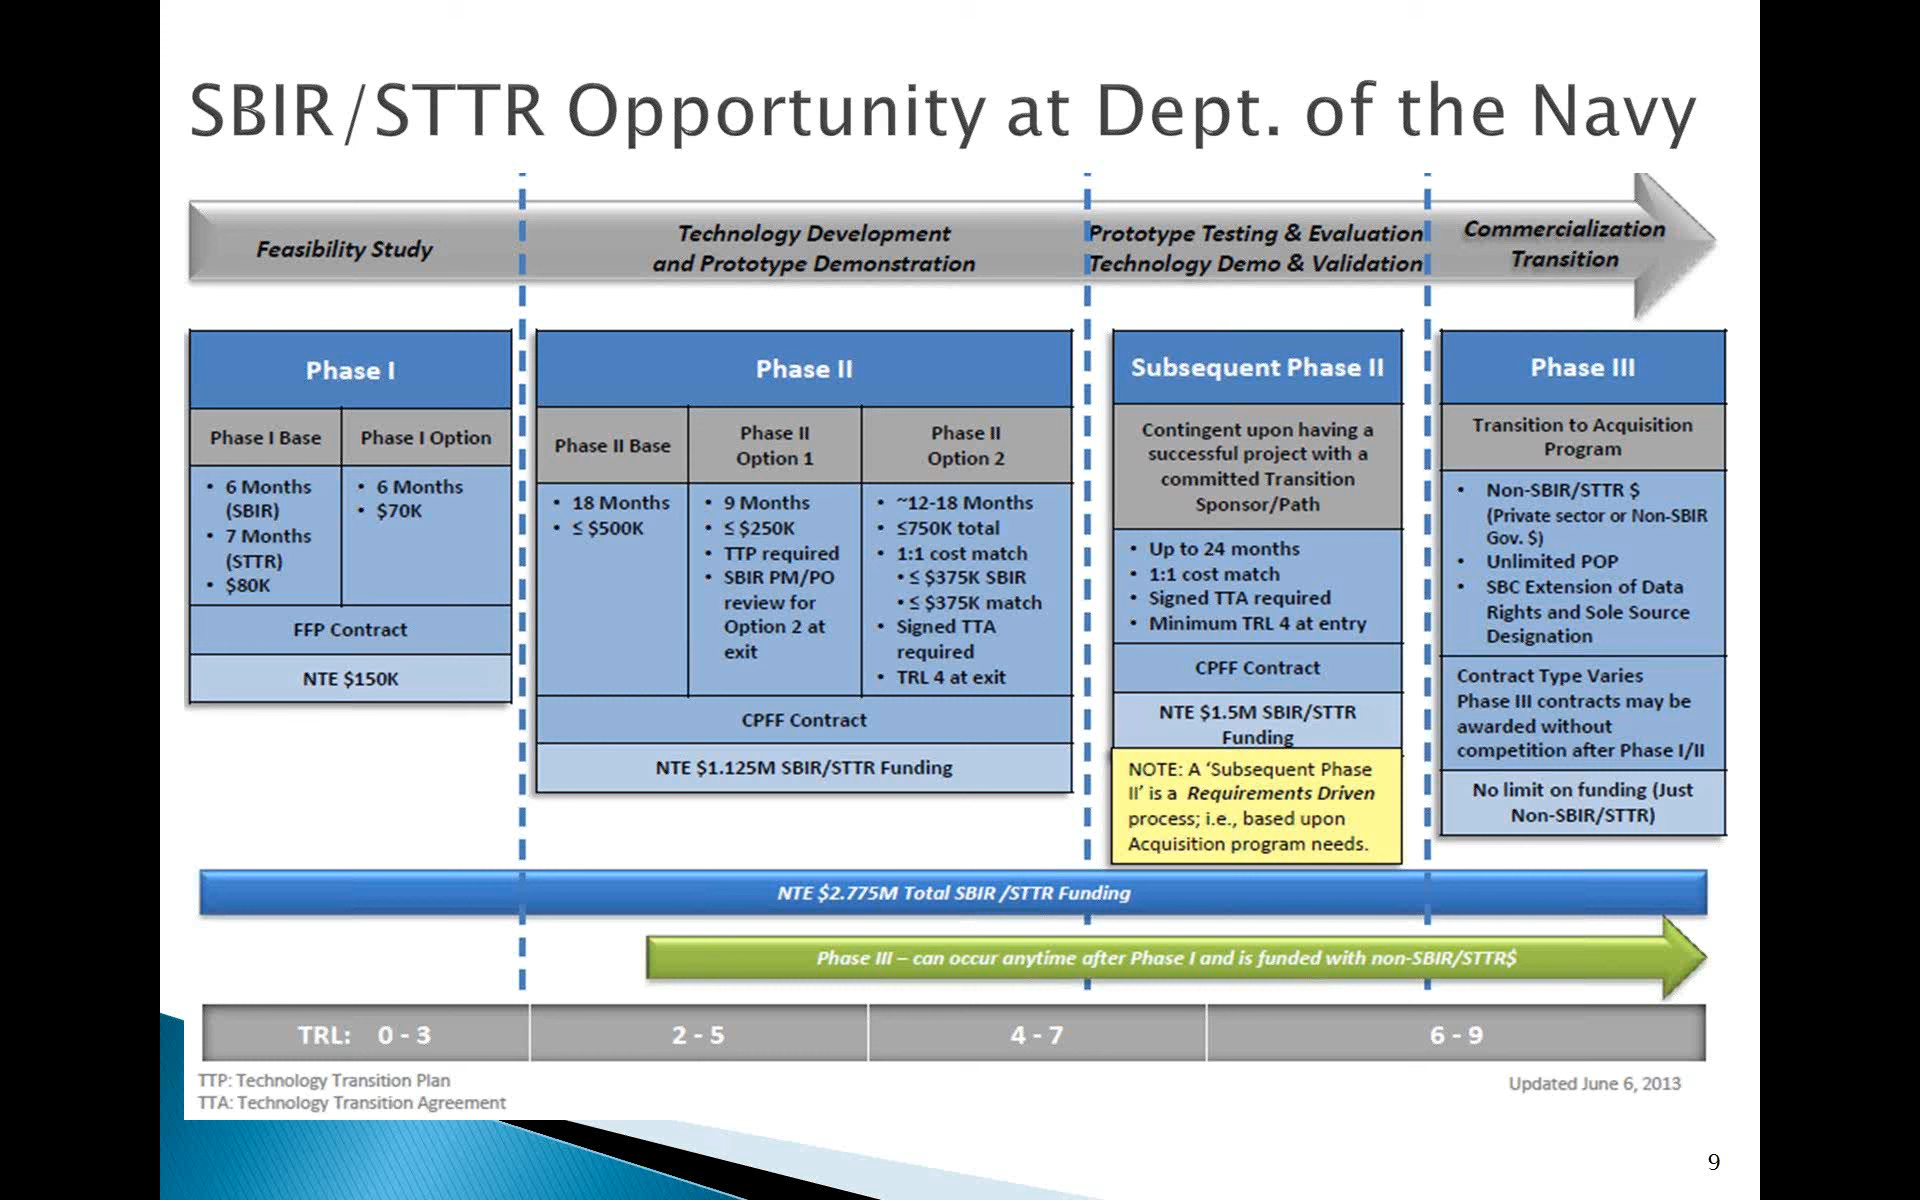 SBIR/STTR Opportunity at Dept. of the Navy
Feasibility Study
Technology Development
and Prototype Demonstration
Prototype Testing & Evaluation
Technology Demo & Validation
Commercialization
Transition
Phase I
Phase I Base
Phase I Option
• 6 Months
(SBIR)
• 7 Months
(STTR)
• $80K
• 6 Months
• $70K
FFP Contract
NTE $150K
Phase II
Phase II Base
Phase II
Option 1
Phase II
Option 2
• 18 Months
• ≤ $500K
• 9 Months
• ≤ $250K
• TTP required
• SBIR PM/PO
review for
Option 2 at
exit
• ~12-18 Months
• ≤750K total
• 1:1 cost match
• ≤ $375K SBIR
• ≤ $375K match
• Signed TTA
required
• TRL 4 at exit
CPFF Contract
NTE $1.125M SBIR/STTR Funding
Subsequent Phase II
Contingent upon having a
successful project with a
committed Transition
Sponsor/Path
• Up to 24 months
• 1:1 cost match
• Signed TTA required
• Minimum TRL 4 at entry
CPFF Contract
NTE $1.5M SBIR/STTR
Funding
NOTE: A ‘Subsequent Phase
II’ is a Requirements Driven
process; i.e., based upon
Acquisition program needs.
Phase III
Transition to Acquisition
Program
• Non-SBIR/STTR $
(Private sector or Non-SBIR
Gov. $)
• Unlimited POP
• SBC Extension of Data
Rights and Sole Source
Designation
Contract Type Varies
Phase III contracts may be
awarded without
competition after Phase I/II
No limit on funding (Just
Non-SBIR/STTR)
NTE $2.775M Total SBIR /STTR Funding
Phase III – can occur anytime after Phase I and is funded with non-SBIR/STTR$
TRL: 0 - 3
2 - 5
4 - 7
6 - 9
TTP: Technology Transition Plan
TTA: Technology Transition Agreement
Updated June 6, 2013
9